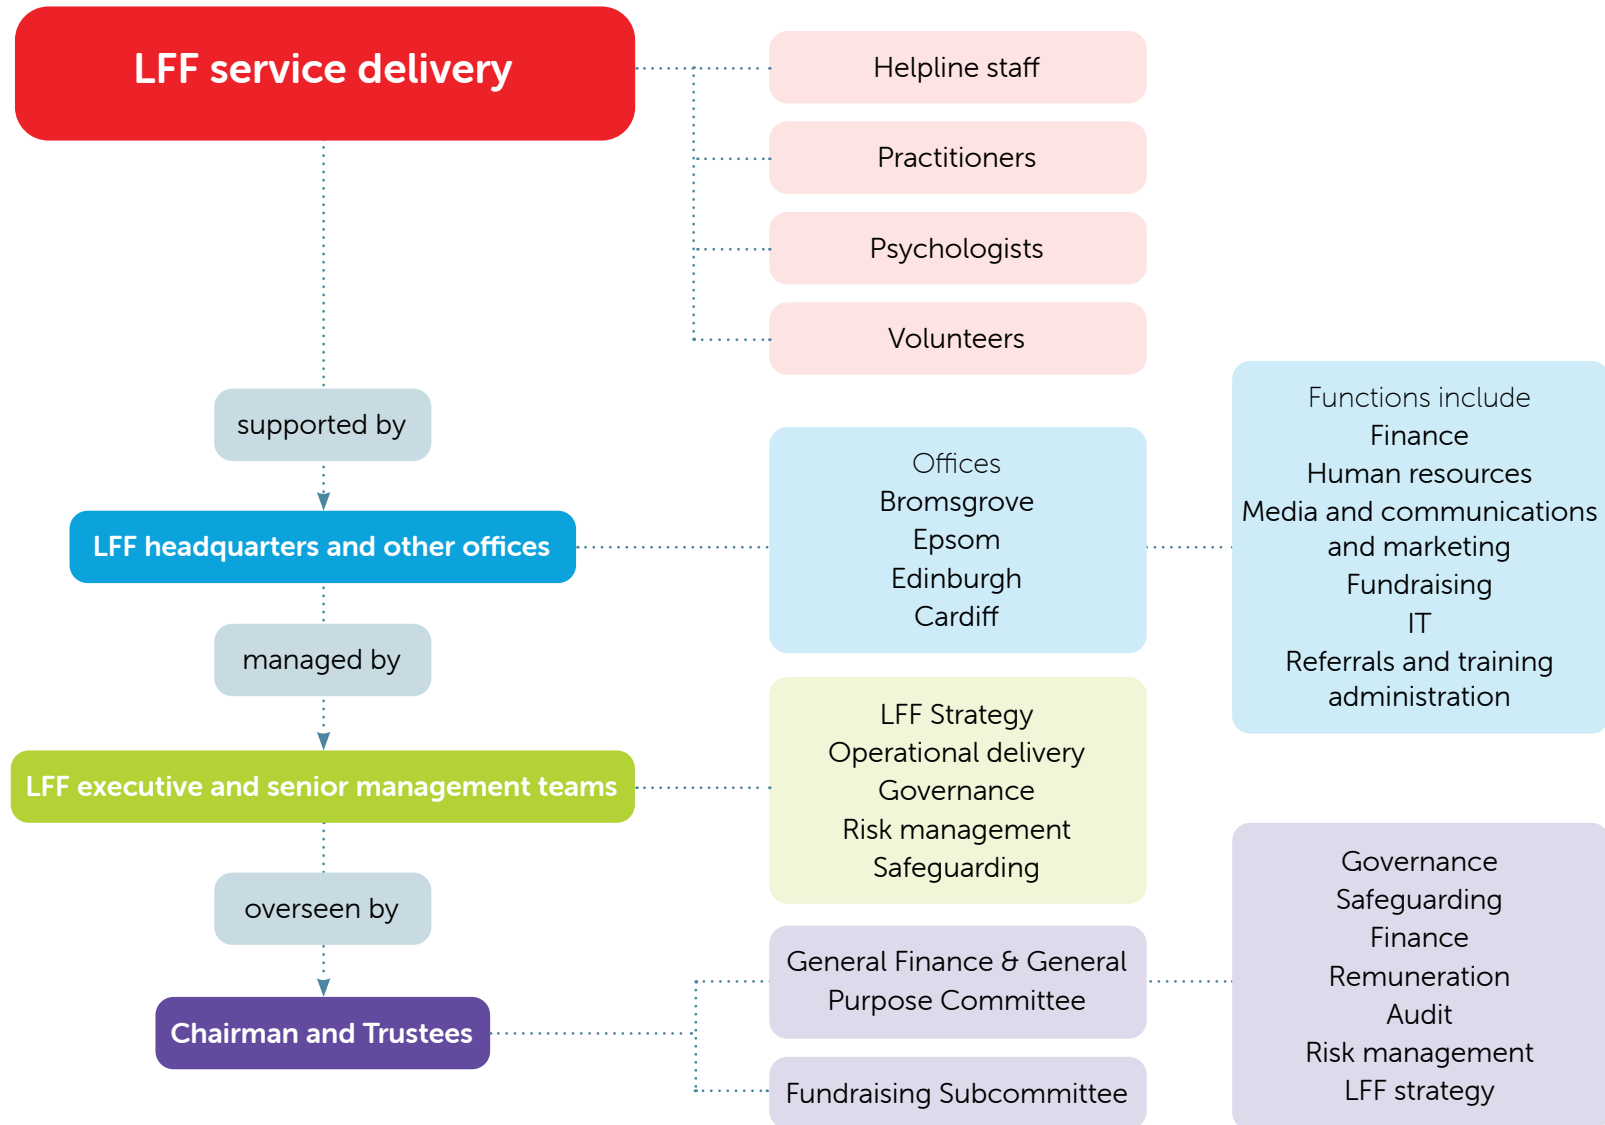 LFF service delivery
Helpline staff
Practitioners
Psychologists
Volunteers
supported by
LFF headquarters and other offices
Offices
Bromsgrove
Epsom
Edinburgh
Cardiff
Functions include
Finance
Human resources
Media and communications
and marketing
Fundraising
IT
Referrals and training
administration
managed by
LFF executive and senior management teams
LFF Strategy
Operational delivery
Governance
Risk management
Safeguarding
overseen by
Chairman and Trustees
General Finance & General
Purpose Committee
Fundraising Subcommittee
Governance
Safeguarding
Finance
Remuneration
Audit
Risk management
LFF strategy